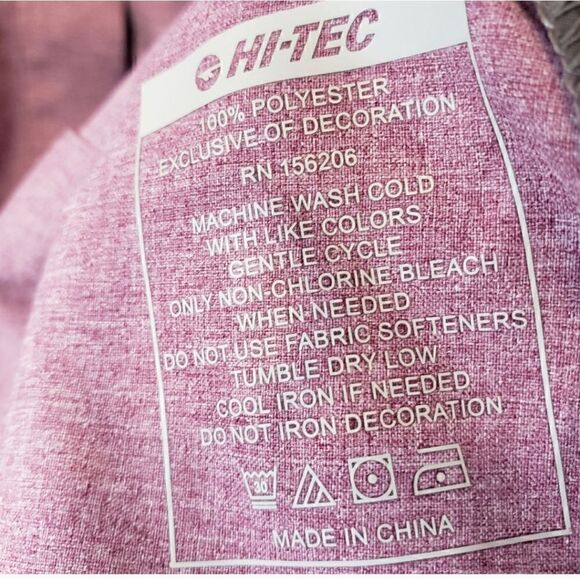 HI-TEC
100% POLYESTER
EXCLUSIVE OF DECORATION
RN 156206
MACHINE WASH COLD
WITH LIKE COLORS
GENTLE CYCLE
ONLY NON-CHLORINE BLEACH
WHEN NEEDED
DO NOT USE FABRIC SOFTENERS
TUMBLE DRY LOW
COOL IRON IF NEEDED
DO NOT IRON DECORATION
30
MADE IN CHINA